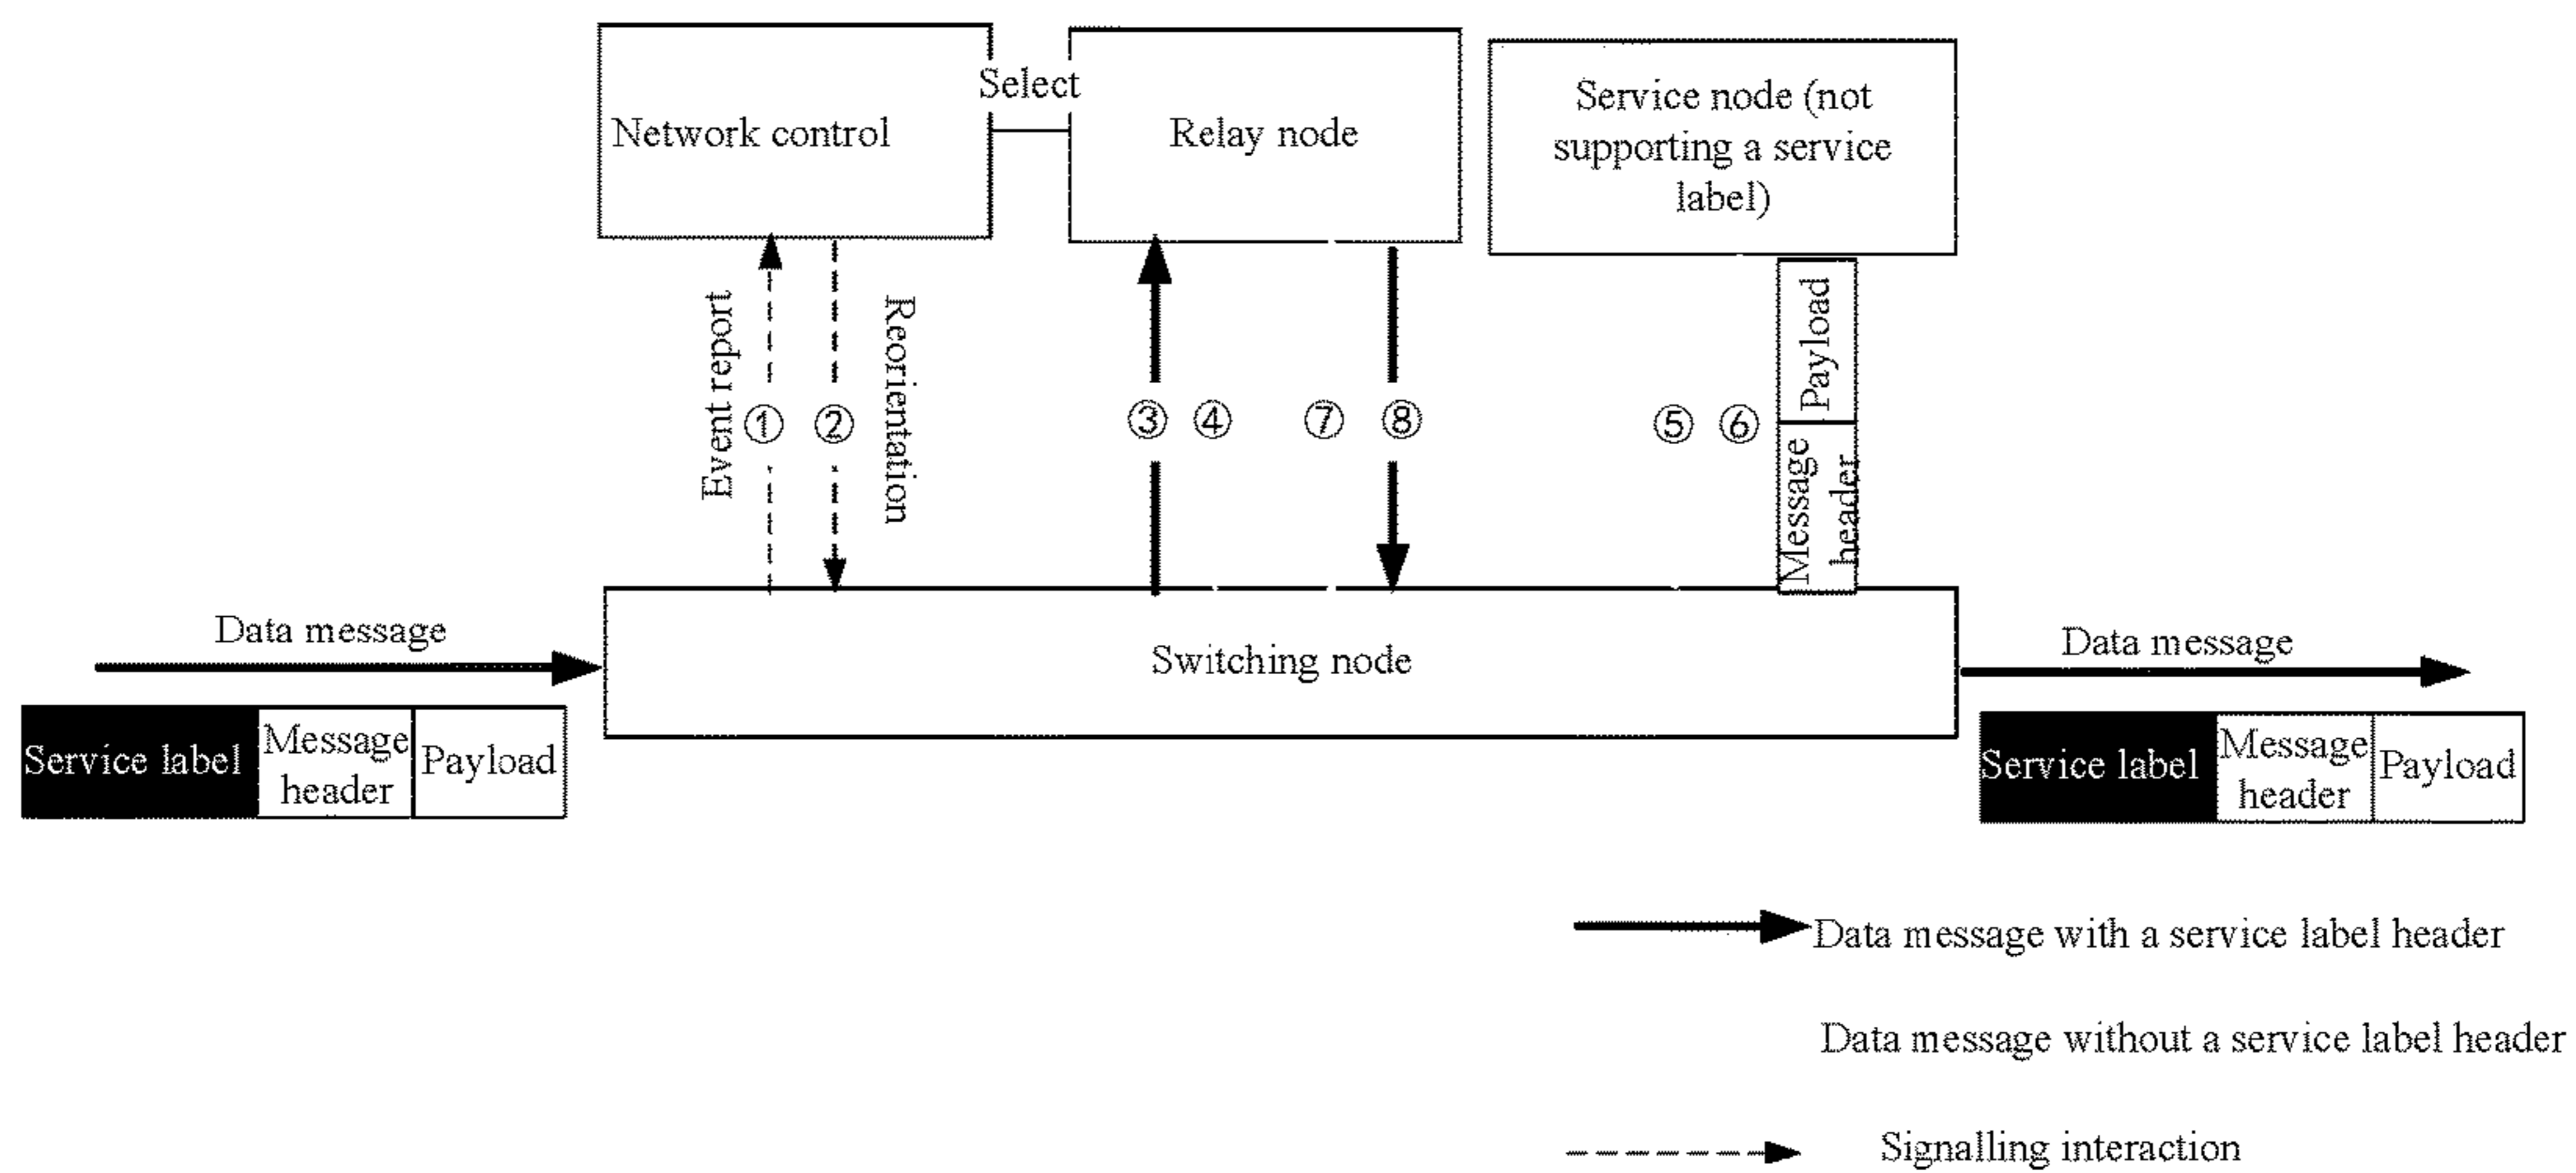 Network control
Select
Relay node
Service node (not
supporting a service
label)
Event report
①
②
Reorientation
③
④
⑦
⑧
⑤
⑥
Payload
Message
header
Data message
Switching node
Data message
Service label
Message
header
Payload
Service label
Message
header
Payload
Data message with a service label header
Data message without a service label header
Signalling interaction